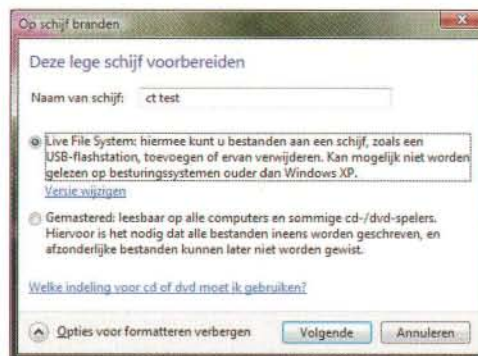 Op schijf branden
Deze lege schijf voorbereiden
Naam van schijf: ct test
Live File System: hiermee kunt u bestanden aan een schijf, zoals een
USB-flashstation, toevoegen of ervan verwijderen. Kan mogelijk niet worden
gelezen op besturingssystemen ouder dan Windows XP.
Versie wijzigen
Gemastered: leesbaar op alle computers en sommige cd-/dvd-spelers.
Hiervoor is het nodig dat alle bestanden ineens worden geschreven, en
afzonderlijke bestanden kunnen later niet worden gewist.
Welke indeling voor cd of dvd moet ik gebruiken?
Opties voor formatteren verbergen Volgende Annuleren